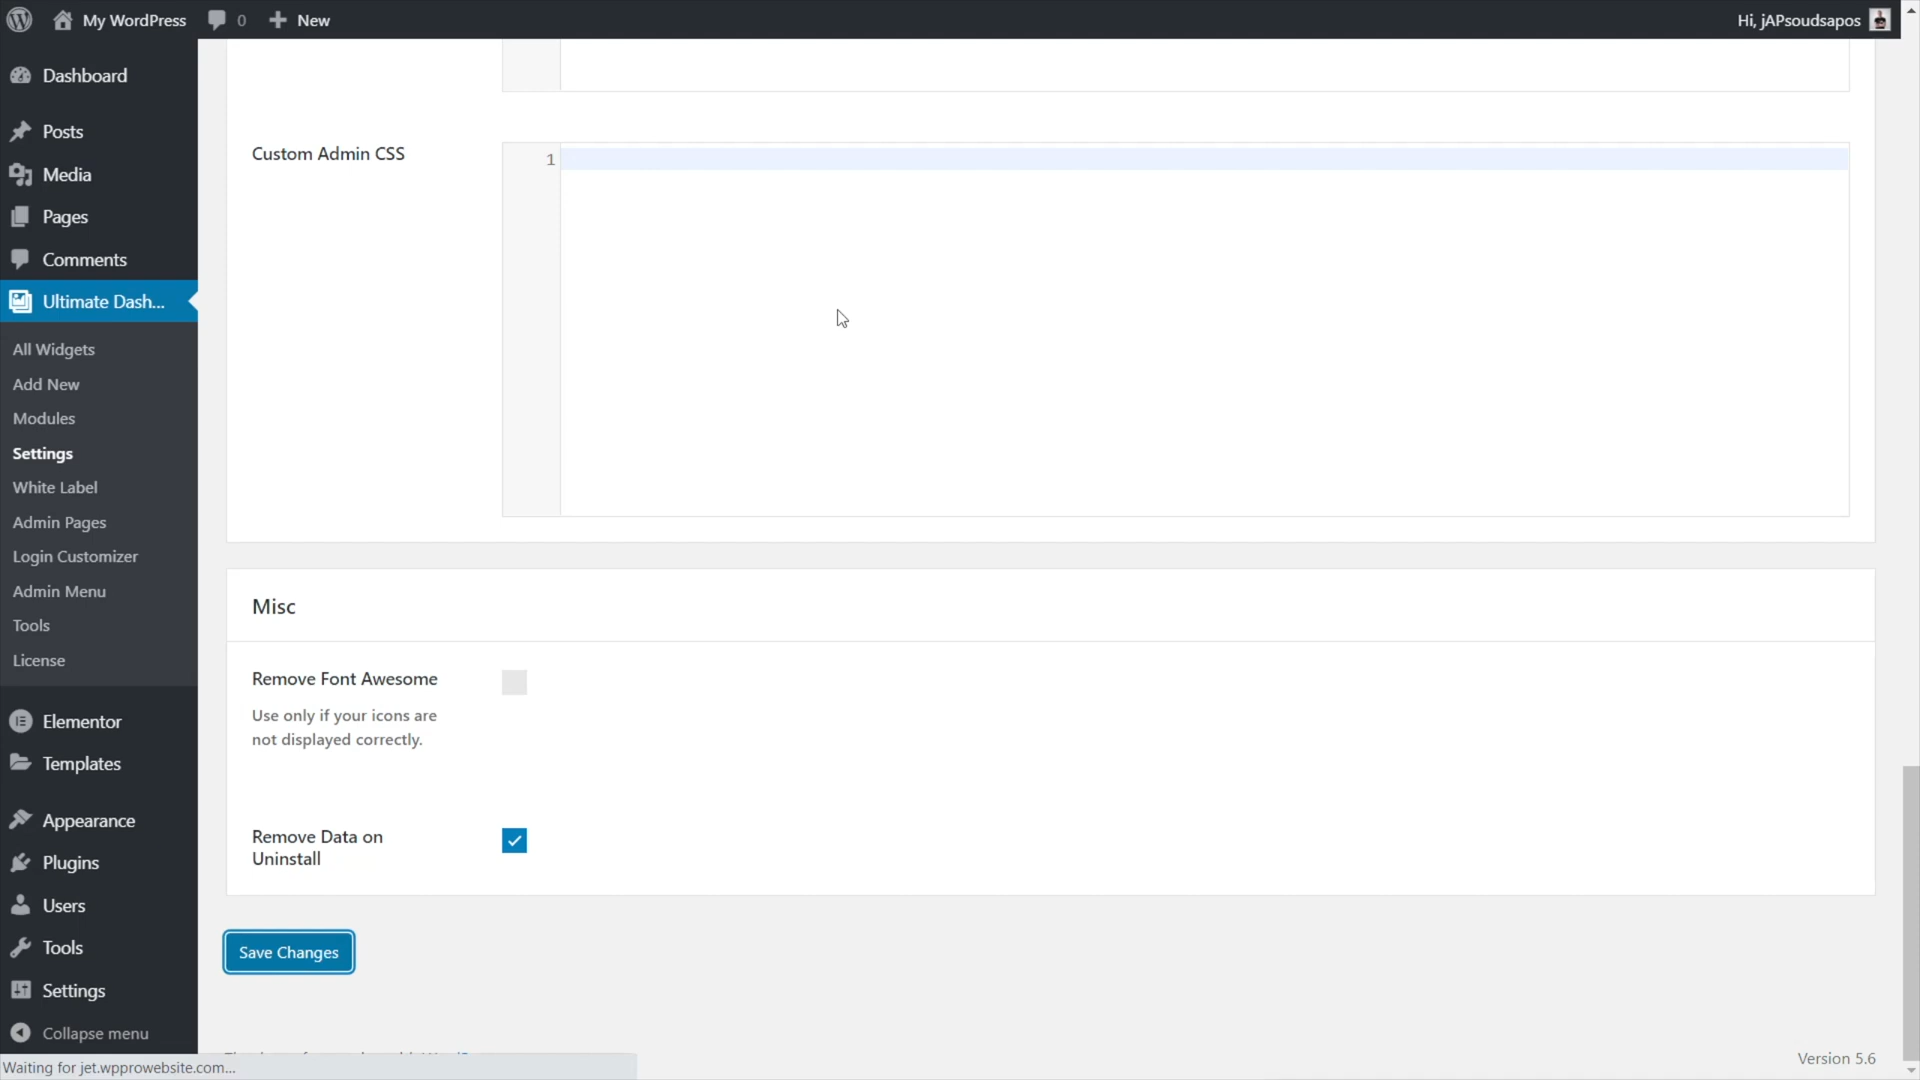 My WordPress
0
New
Hi, jAPsoudsapos
Dashboard
Posts
Media
Pages
Comments
Ultimate Dash...
All Widgets
Add New
Modules
Settings
White Label
Admin Pages
Login Customizer
Admin Menu
Tools
License
Elementor
Templates
Appearance
Plugins
Users
Tools
Settings
Collapse menu
Custom Admin CSS
1
Misc
Remove Font Awesome
Use only if your icons are
not displayed correctly.
Remove Data on
Uninstall
Save Changes
Version 5.6
Waiting for jet.wpprowebsite.com...